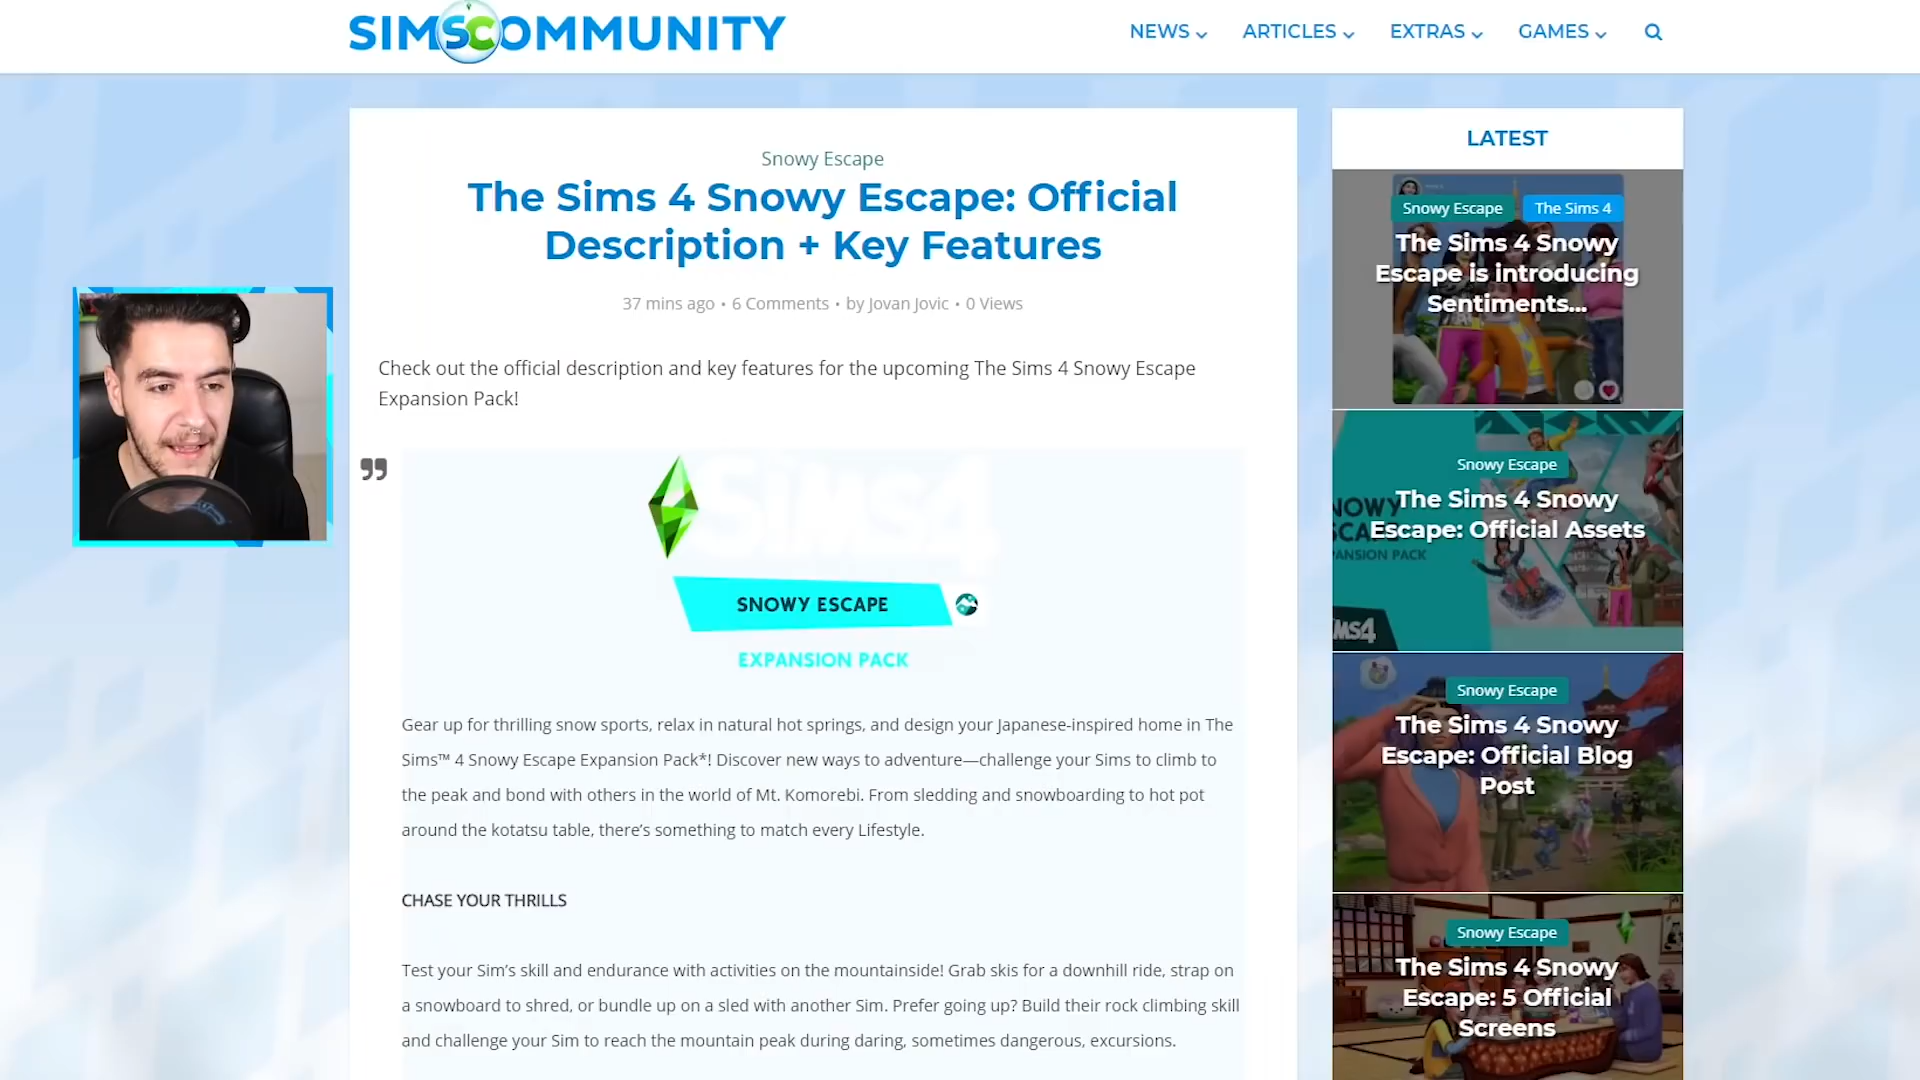 SIMSCOMMUNITY
NEWS
ARTICLES
EXTRAS
GAMES
Snowy Escape
The Sims 4 Snowy Escape: Official
Description + Key Features
37 mins ago • 6 Comments • by Jovan Jovic • 0 Views
Check out the official description and key features for the upcoming The Sims 4 Snowy Escape
Expansion Pack!
”
SiMS4
SNOWY ESCAPE
EXPANSION PACK
Gear up for thrilling snow sports, relax in natural hot springs, and design your Japanese-inspired home in The
Sims™ 4 Snowy Escape Expansion Pack*! Discover new ways to adventure—challenge your Sims to climb to
the peak and bond with others in the world of Mt. Komorebi. From sledding and snowboarding to hot pot
around the kotatsu table, there’s something to match every Lifestyle.
CHASE YOUR THRILLS
Test your Sim’s skill and endurance with activities on the mountainside! Grab skis for a downhill ride, strap on
a snowboard to shred, or bundle up on a sled with another Sim. Prefer going up? Build their rock climbing skill
and challenge your Sim to reach the mountain peak during daring, sometimes dangerous, excursions.
LATEST
Snowy Escape
The Sims 4
The Sims 4 Snowy
Escape is introducing
Sentiments...
Snowy Escape
The Sims 4 Snowy
Escape: Official Assets
Snowy Escape
The Sims 4 Snowy
Escape: Official Blog
Post
Snowy Escape
The Sims 4 Snowy
Escape: 5 Official
Screens